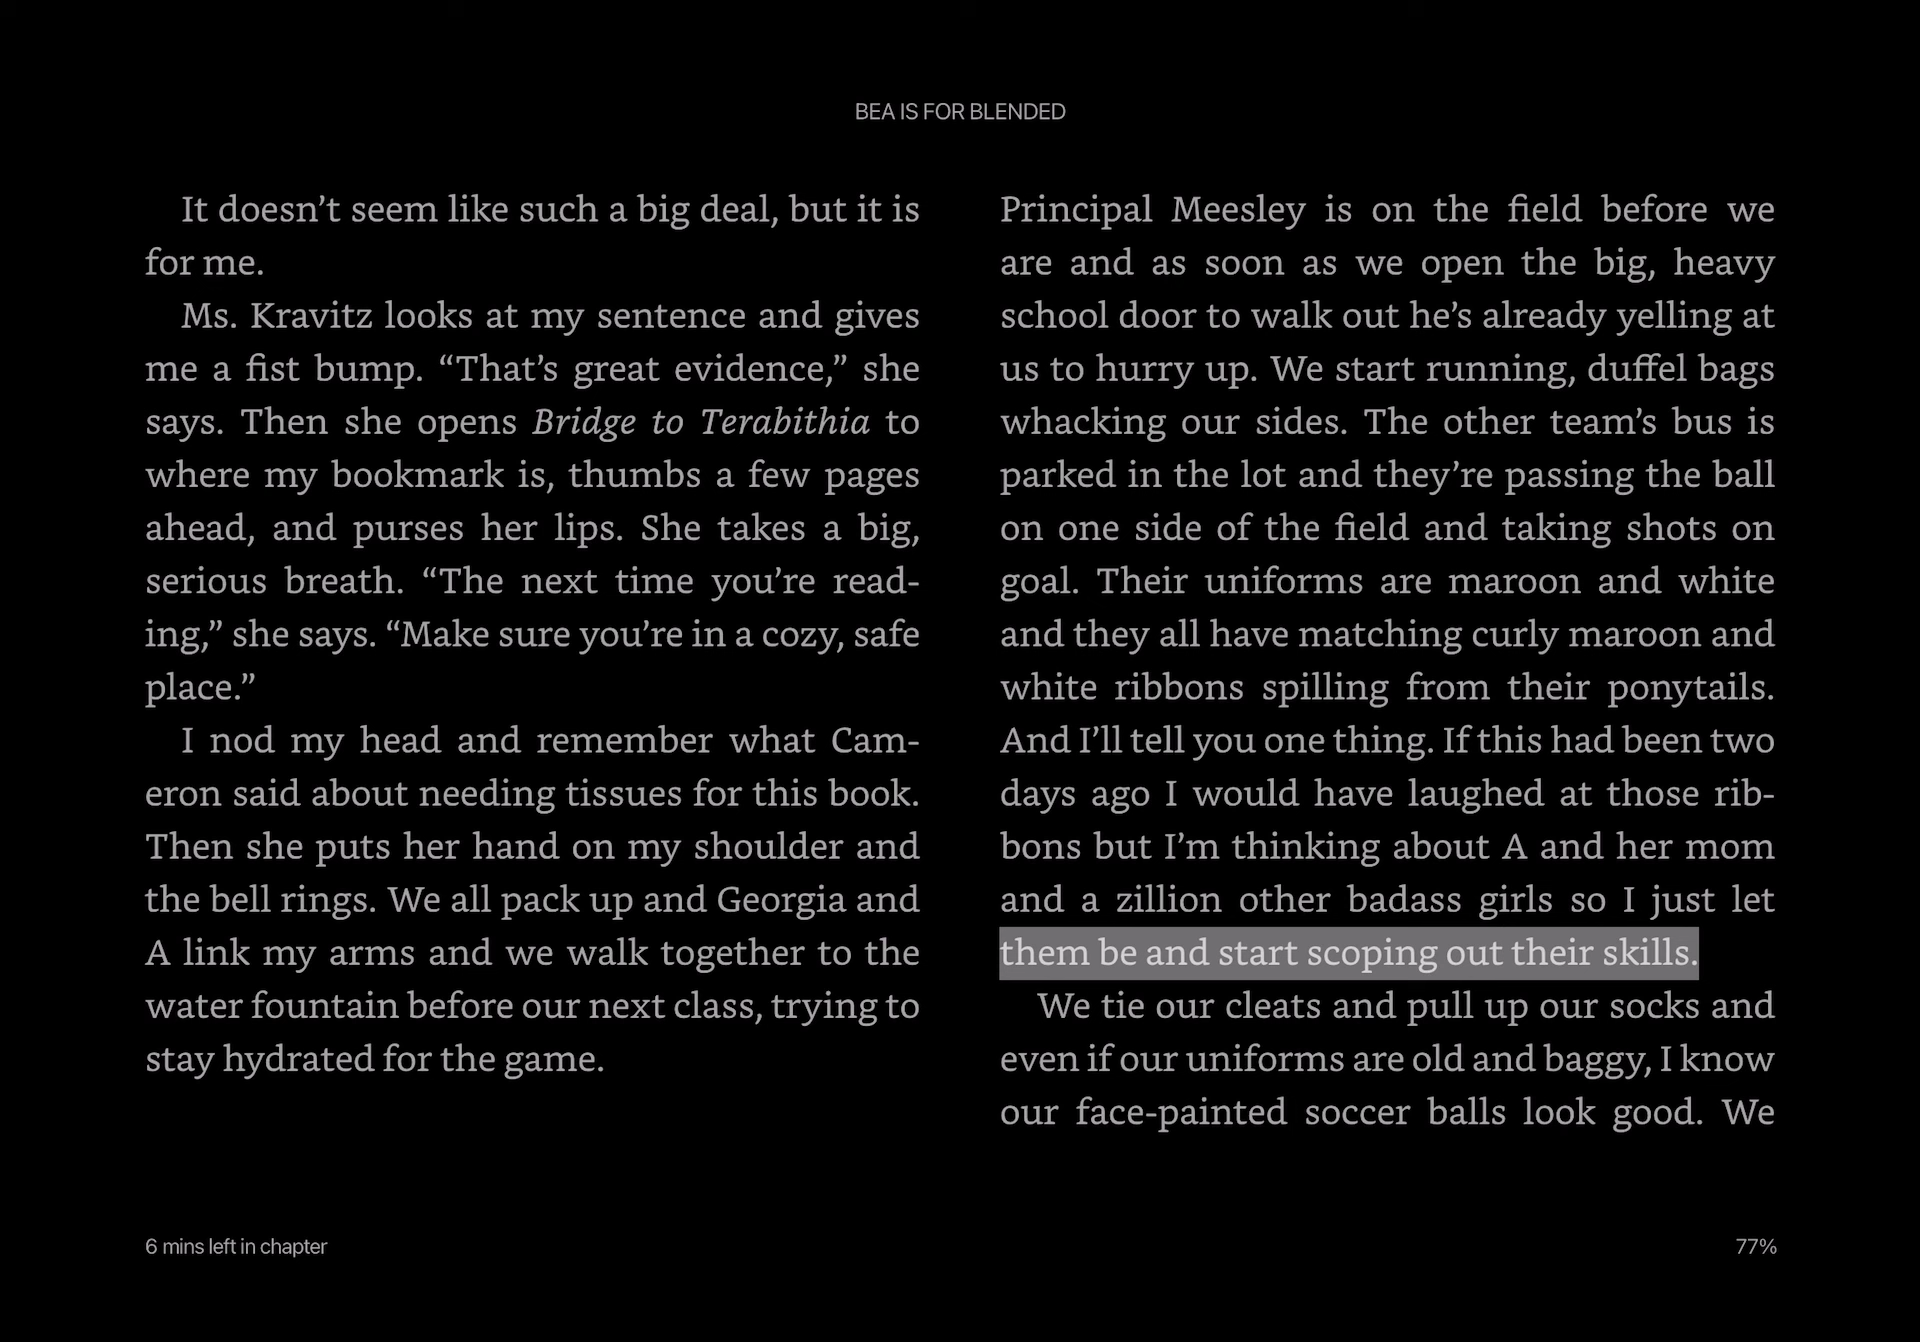 BEA IS FOR BLENDED
It doesn’t seem like such a big deal, but it is
for me.
Ms. Kravitz looks at my sentence and gives
me a fist bump. “That’s great evidence,” she
says. Then she opens Bridge to Terabithia to
where my bookmark is, thumbs a few pages
ahead, and purses her lips. She takes a big,
serious breath. “The next time you’re read-
ing,” she says. “Make sure you’re in a cozy, safe
place.”
I nod my head and remember what Cam-
eron said about needing tissues for this book.
Then she puts her hand on my shoulder and
the bell rings. We all pack up and Georgia and
A link my arms and we walk together to the
water fountain before our next class, trying to
stay hydrated for the game.
Principal Meesley is on the field before we
are and as soon as we open the big, heavy
school door to walk out he’s already yelling at
us to hurry up. We start running, duffel bags
whacking our sides. The other team’s bus is
parked in the lot and they’re passing the ball
on one side of the field and taking shots on
goal. Their uniforms are maroon and white
and they all have matching curly maroon and
white ribbons spilling from their ponytails.
And I’ll tell you one thing. If this had been two
days ago I would have laughed at those rib-
bons but I’m thinking about A and her mom
and a zillion other badass girls so I just let
them be and start scoping out their skills.
We tie our cleats and pull up our socks and
even if our uniforms are old and baggy, I know
our face-painted soccer balls look good. We
6 mins left in chapter
77%